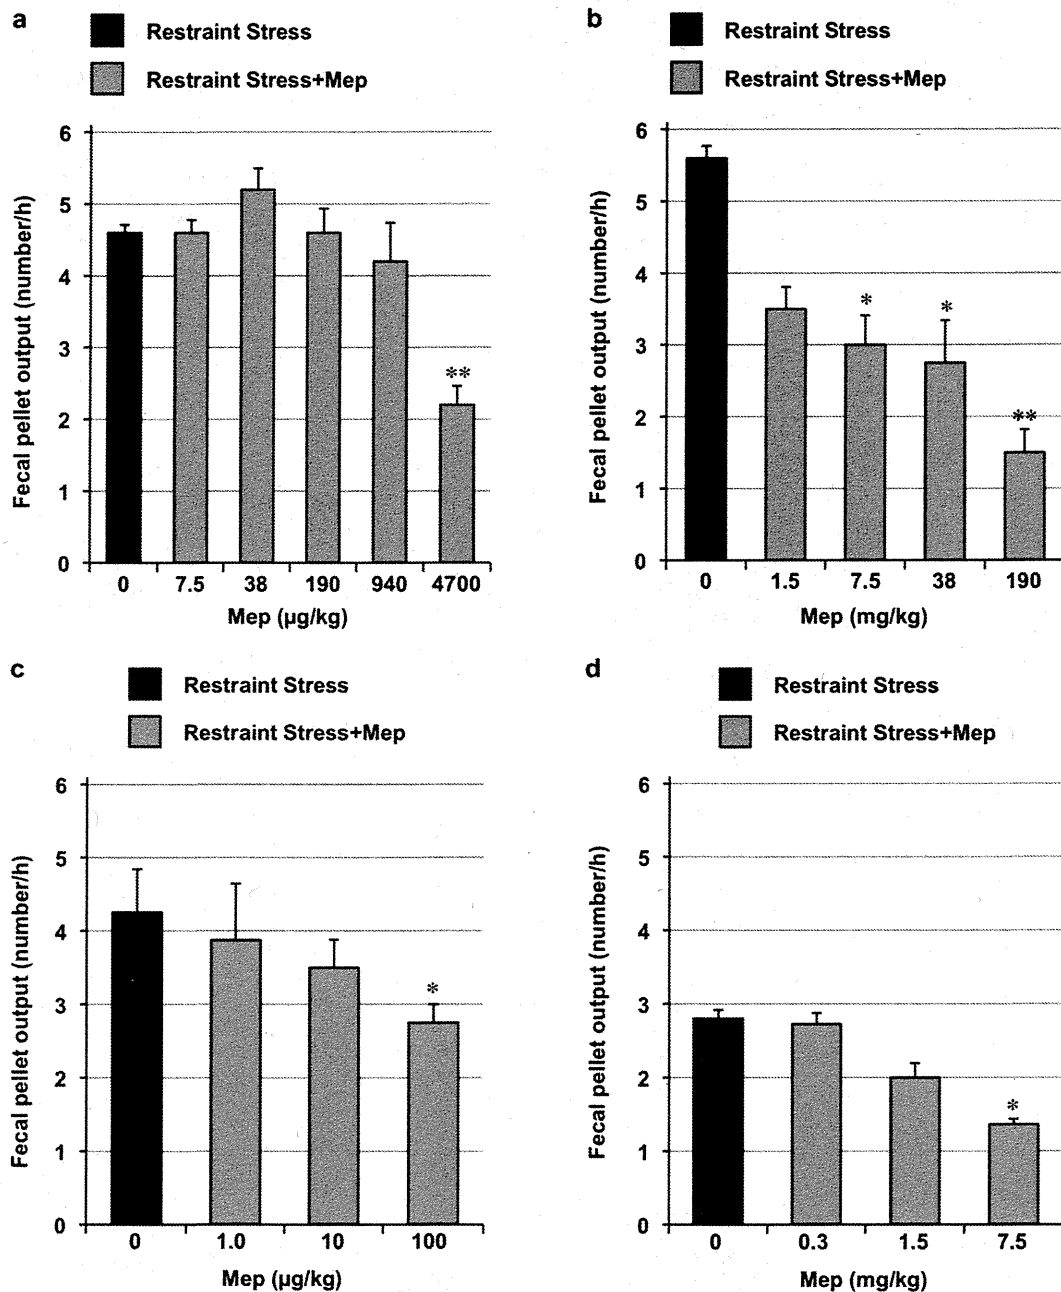 a
Restraint Stress
Restraint Stress+Mep
Fecal pellet output (number/h)
6
5
4
3
2
1
0
**
0 7.5 38 190 940 4700
Mep (µg/kg)
b
Restraint Stress
Restraint Stress+Mep
Fecal pellet output (number/h)
6
5
4
3
2
1
0
* * **
0 1.5 7.5 38 190
Mep (mg/kg)
c
Restraint Stress
Restraint Stress+Mep
Fecal pellet output (number/h)
6
5
4
3
2
1
0
*
0 1.0 10 100
Mep (µg/kg)
d
Restraint Stress
Restraint Stress+Mep
Fecal pellet output (number/h)
6
5
4
3
2
1
0
*
0 0.3 1.5 7.5
Mep (mg/kg)